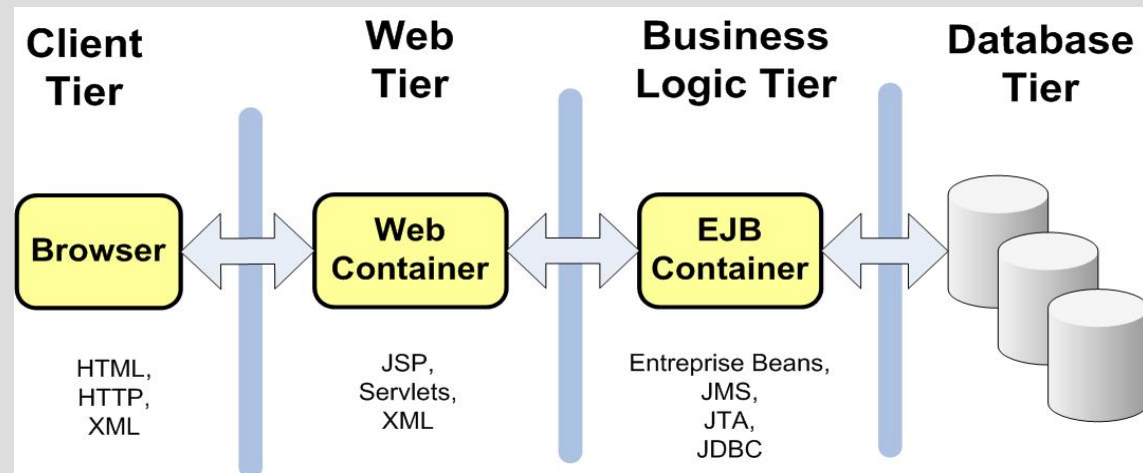 Client
Tier
Web
Tier
Business
Logic Tier
Database
Tier
Browser
Web
Container
EJB
Container
HTML,
HTTP,
XML
JSP,
Servlets,
XML
Entreprise Beans,
JMS,
JTA,
JDBC